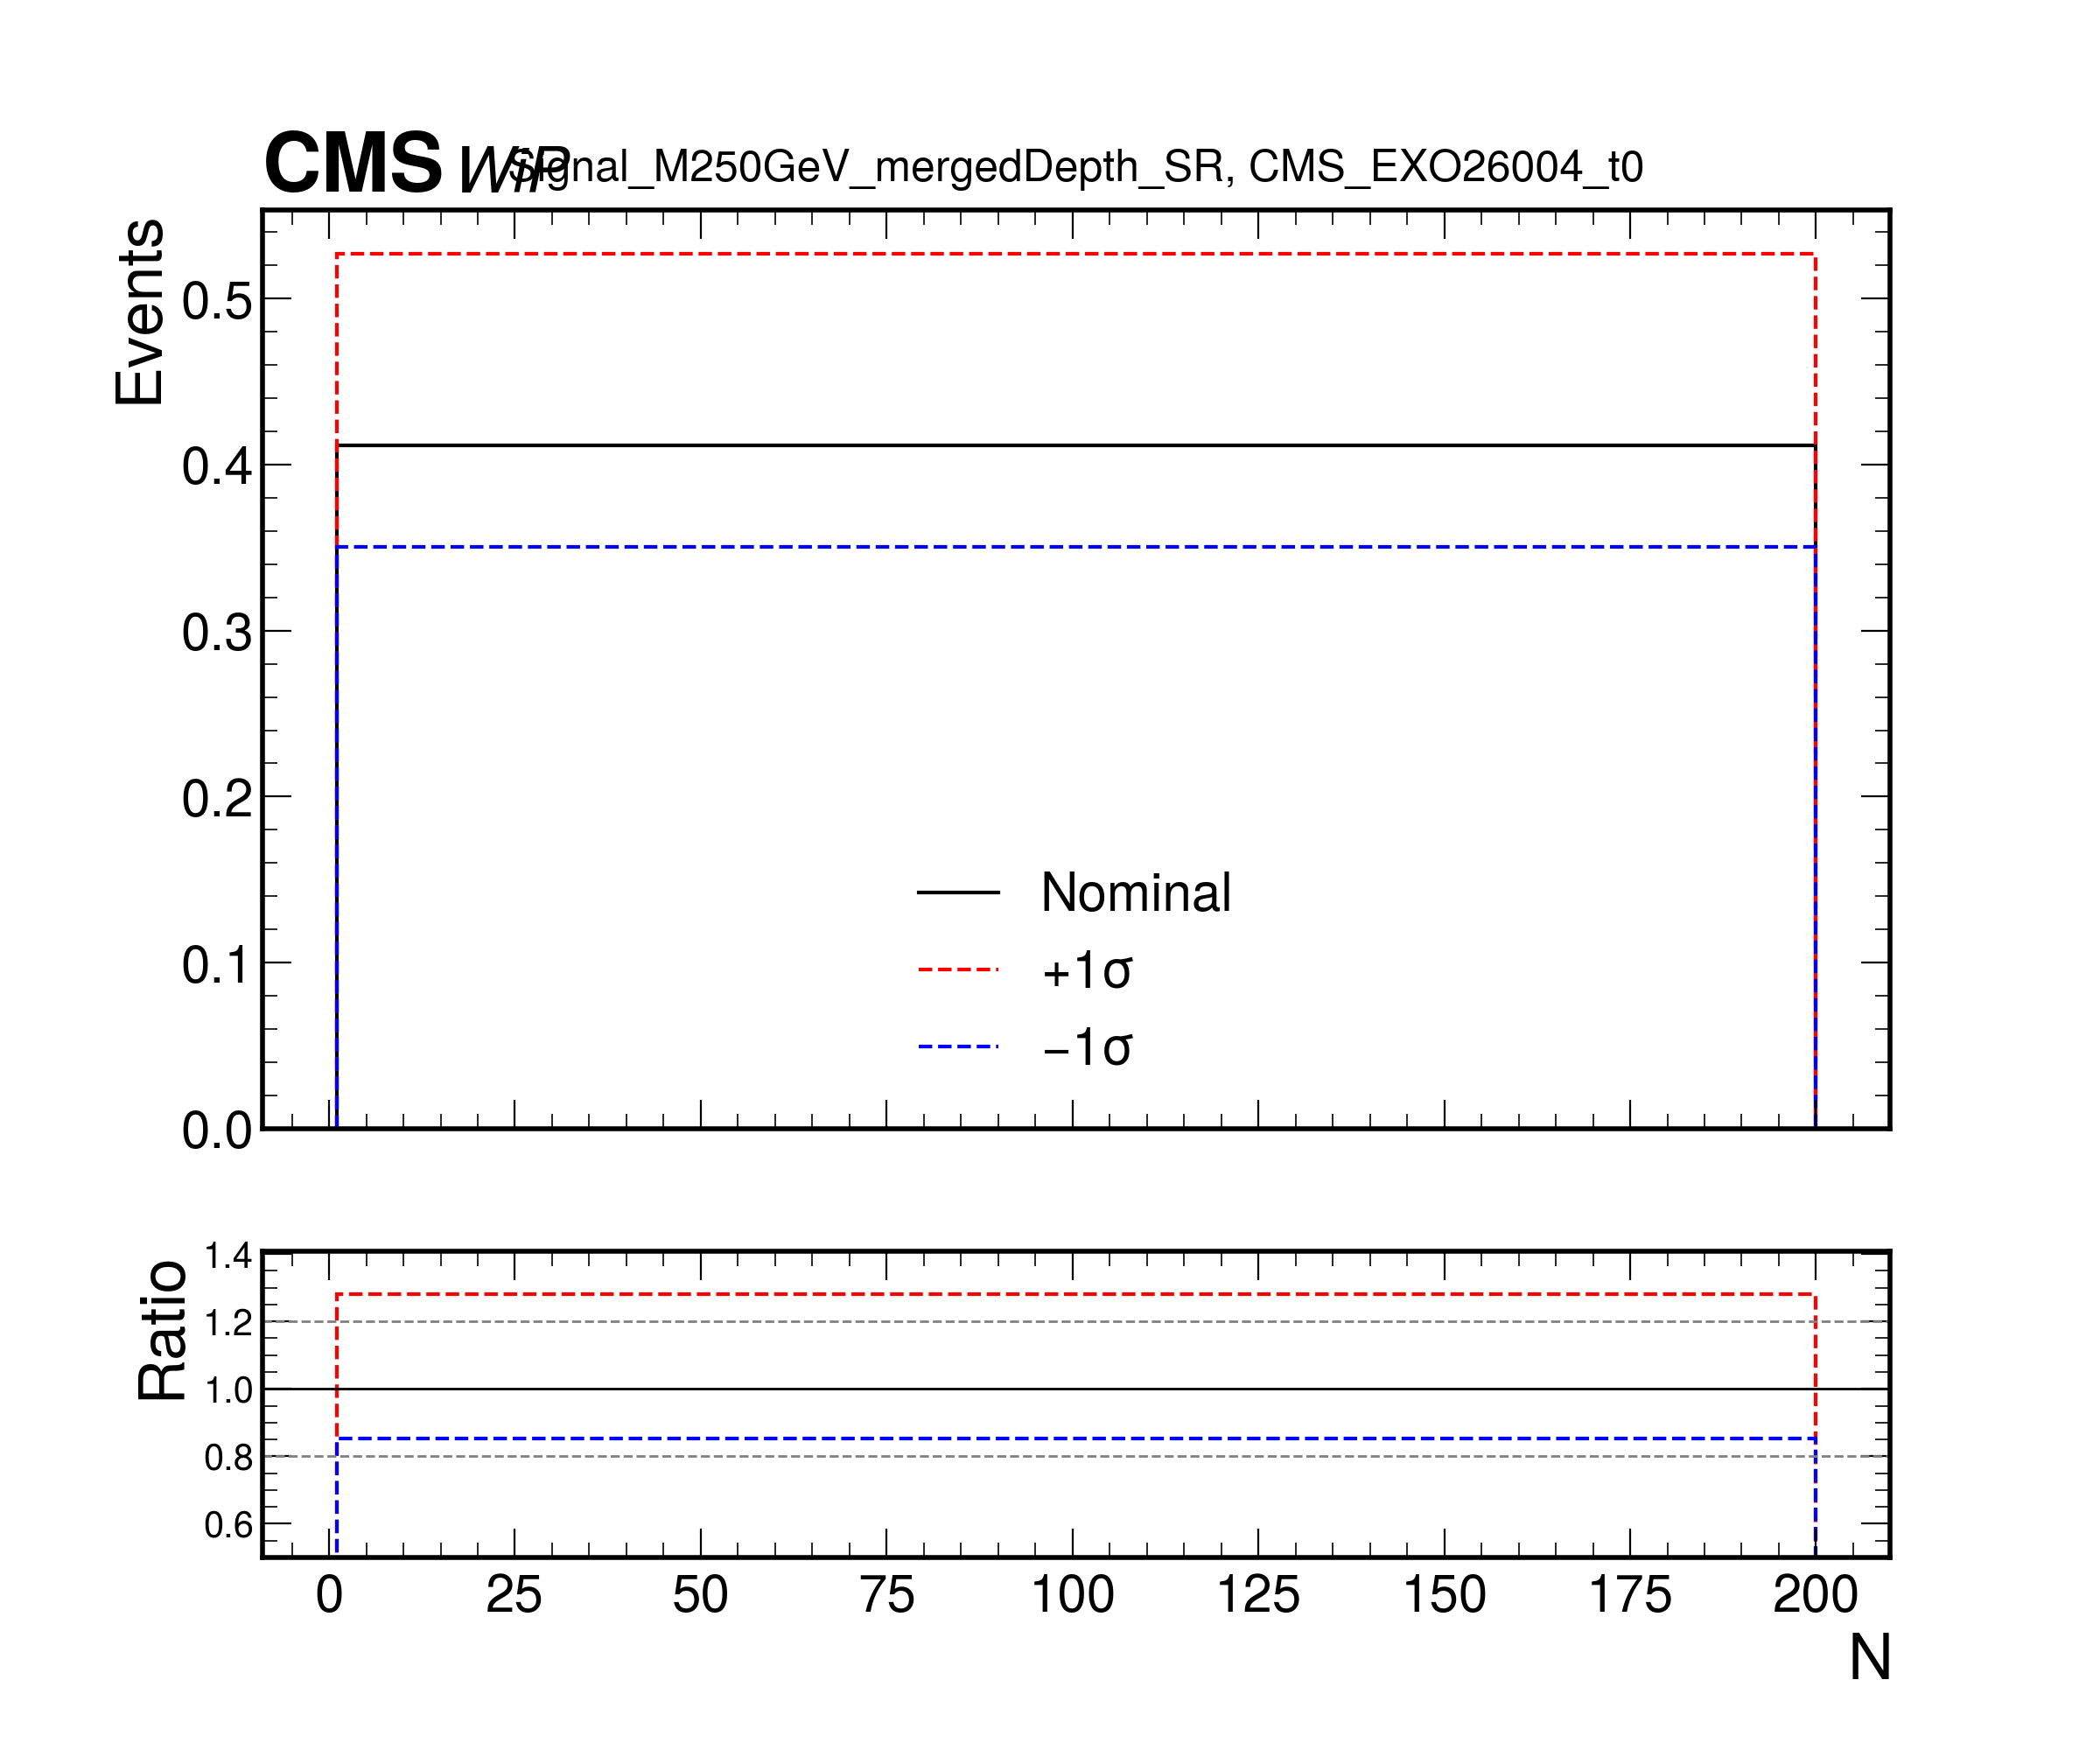 CMS WiP Signal_M250GeV_mergedDepth_SR, CMS_EXO26004_t0
Events
0.5
0.4
0.3
0.2
0.1
0.0
Nominal
+1σ
−1σ
Ratio
1.4
1.2
1.0
0.8
0.6
0 25 50 75 100 125 150 175 200
N